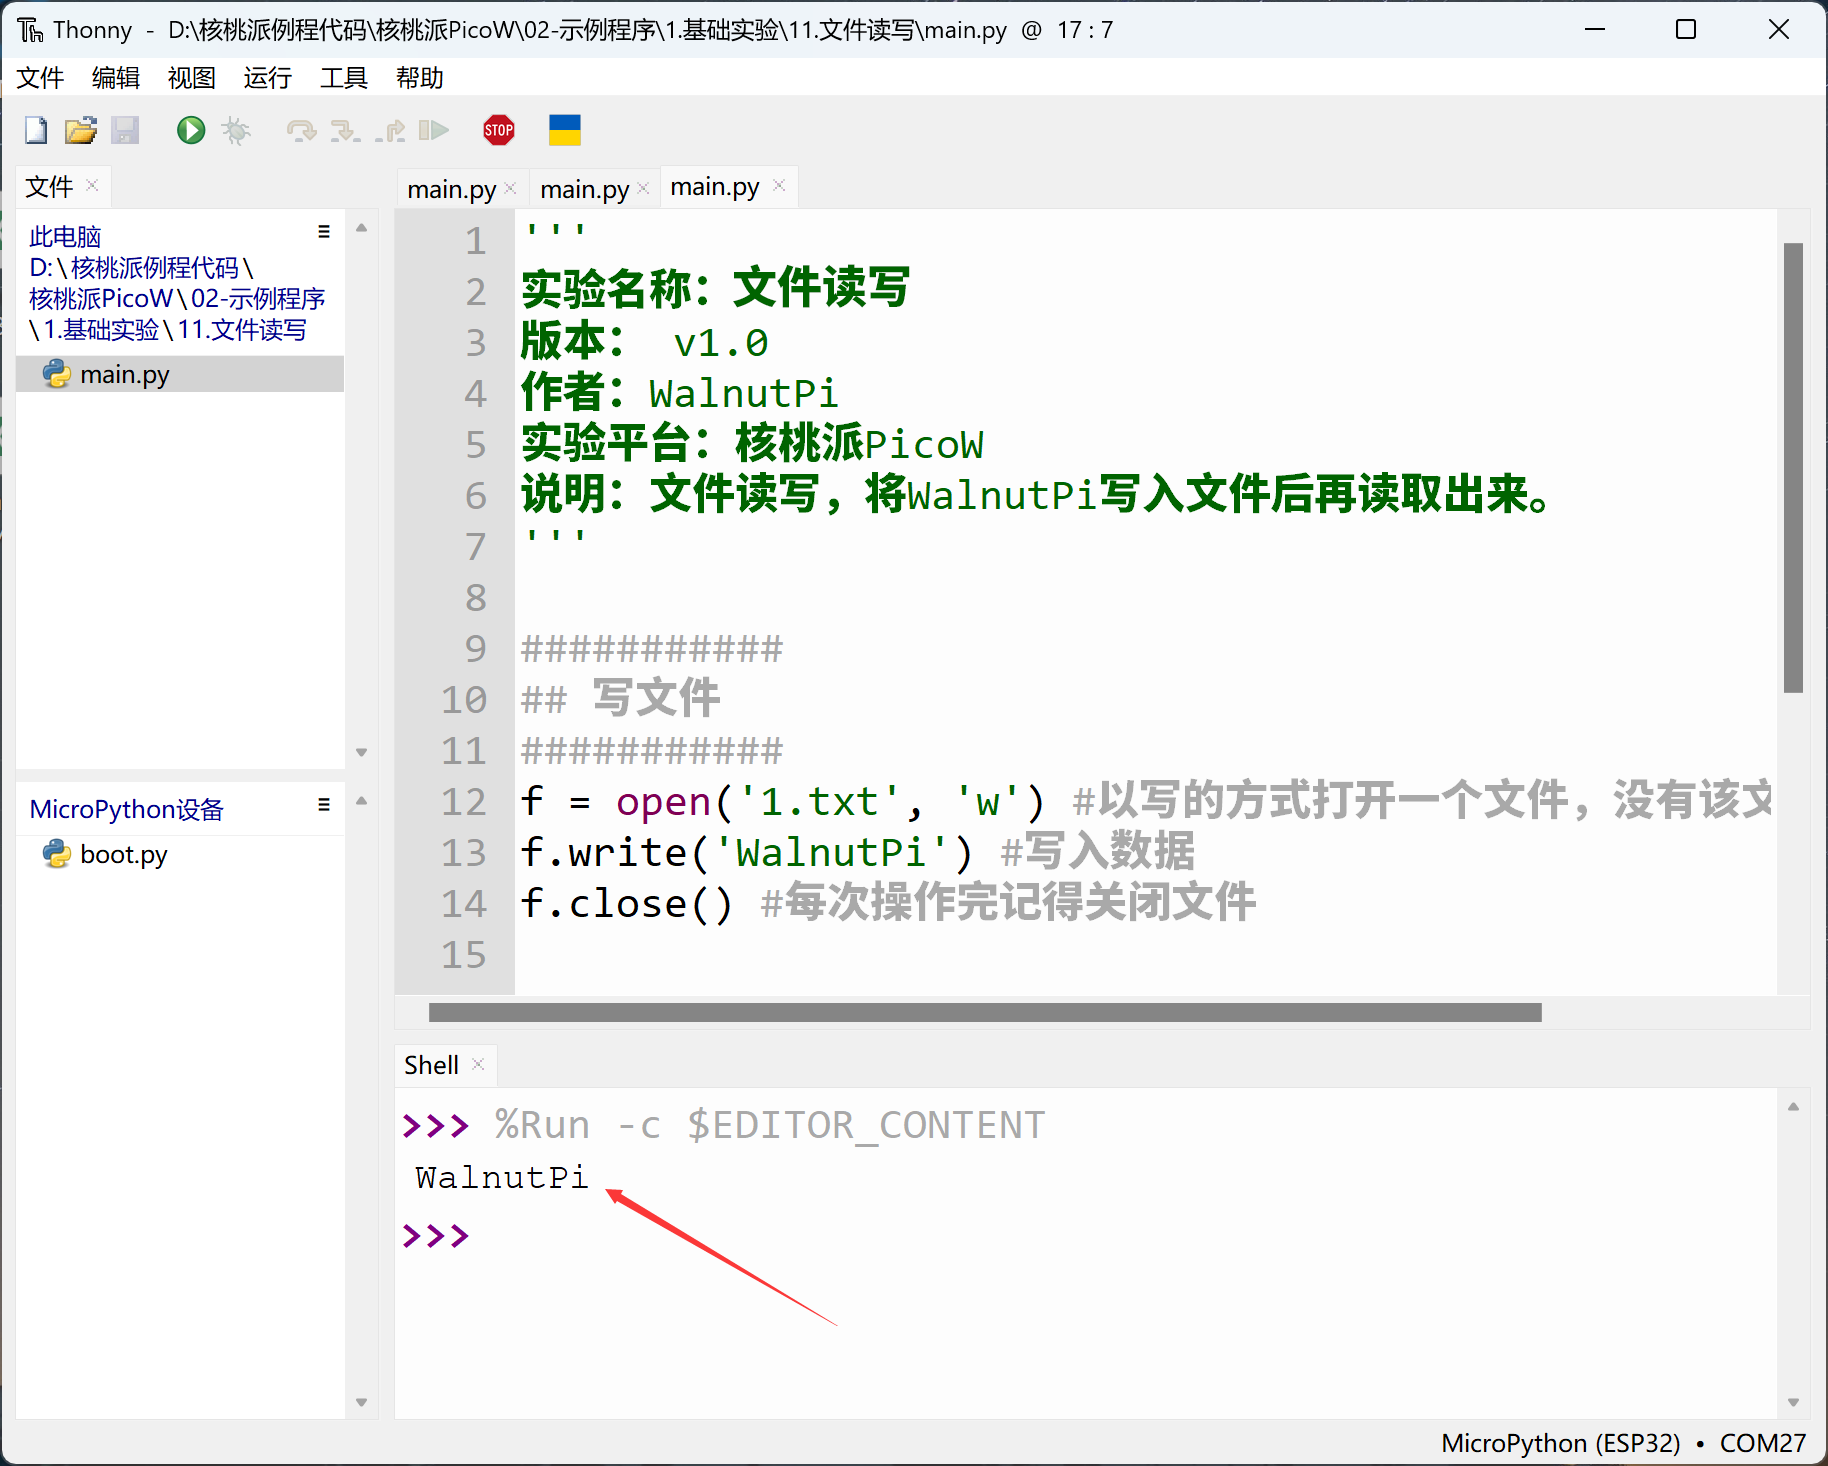 Thonny - D:\核桃派例程代码\核桃派PicoW\02-示例程序\1.基础实验\11.文件读写\main.py @ 17 : 7
文件 编辑 视图 运行 工具 帮助
STOP
文件
此电脑
D:\核桃派例程代码\
核桃派PicoW\02-示例程序
\1.基础实验\11.文件读写
main.py
MicroPython设备
boot.py
main.py main.py main.py
1 '''
2 实验名称：文件读写
3 版本： v1.0
4 作者：WalnutPi
5 实验平台：核桃派PicoW
6 说明：文件读写，将WalnutPi写入文件后再读取出来。
7 '''
8
9 ###########
10 ## 写文件
11 ###########
12 f = open('1.txt', 'w') #以写的方式打开一个文件，没有该文
13 f.write('WalnutPi') #写入数据
14 f.close() #每次操作完记得关闭文件
15
Shell
>>> %Run -c $EDITOR_CONTENT
WalnutPi
>>>
MicroPython (ESP32) • COM27